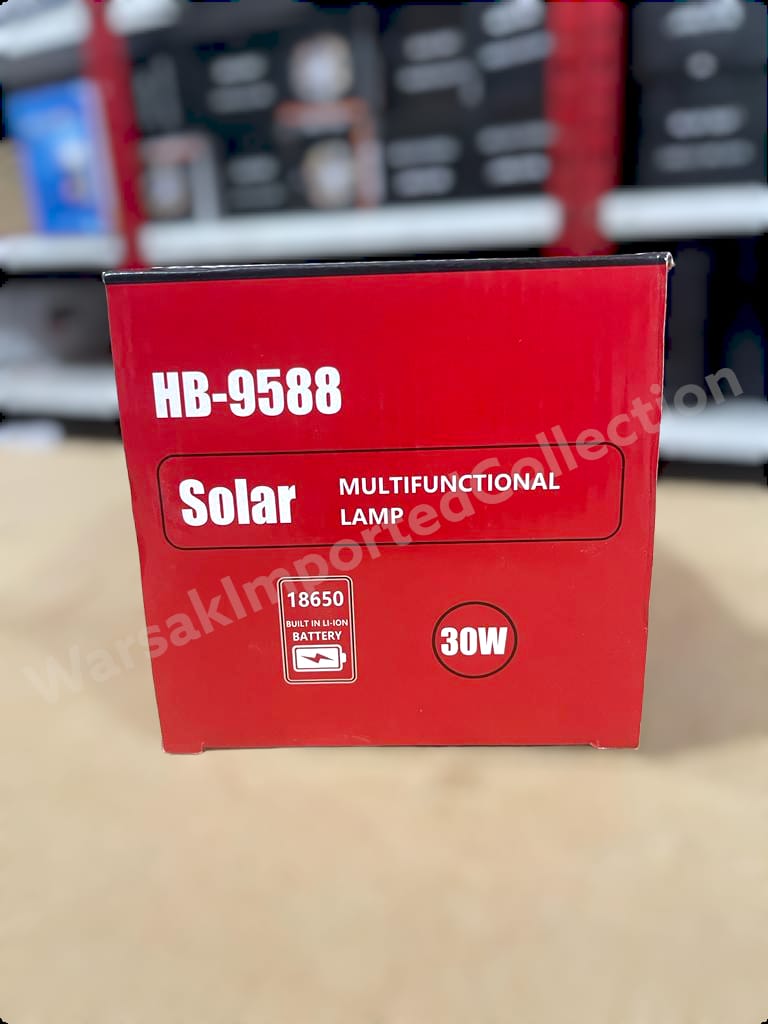 HB-9588
Solar
MULTIFUNCTIONAL
LAMP
18650
BUILT IN LI-ION
BATTERY
30W
WarsakImportedCollection